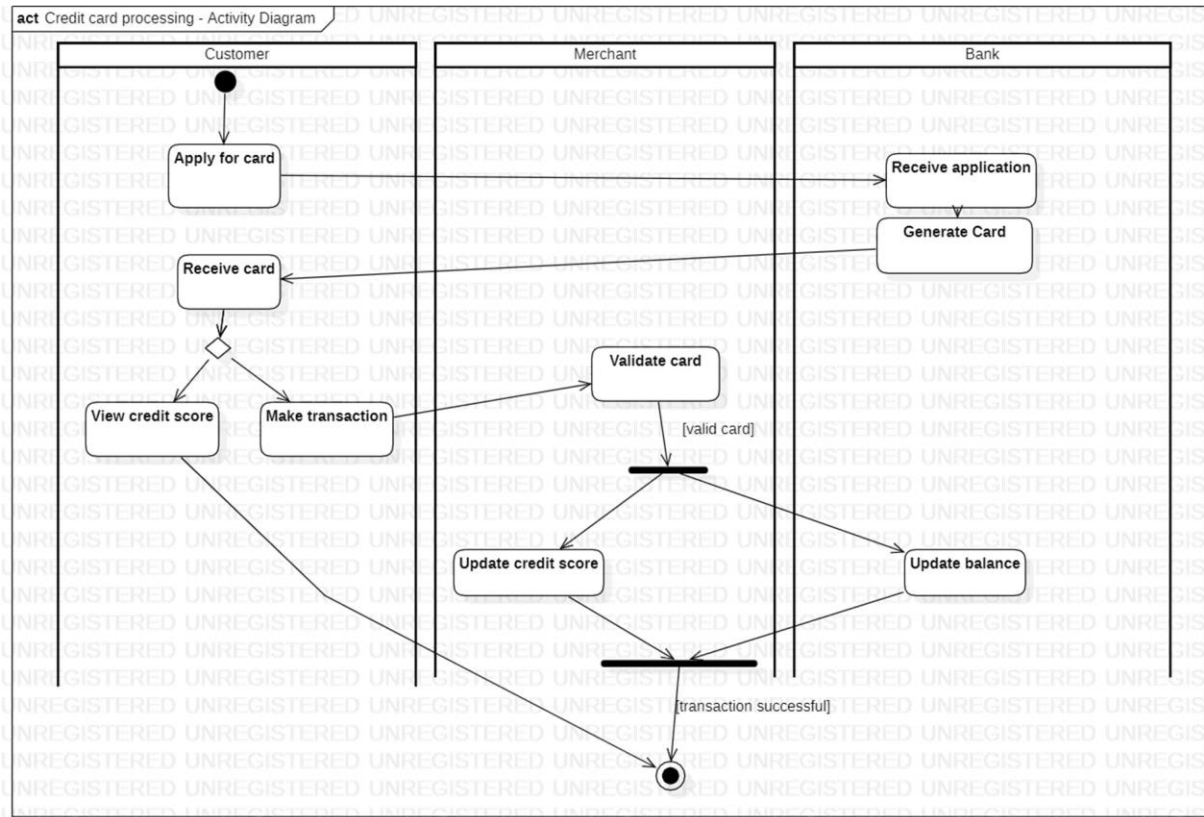 act Credit card processing - Activity Diagram
Customer
Merchant
Bank
Apply for card
Receive application
Generate Card
Receive card
Validate card
View credit score
Make transaction
[valid card]
Update credit score
Update balance
[transaction successful]
UNREGISTERED